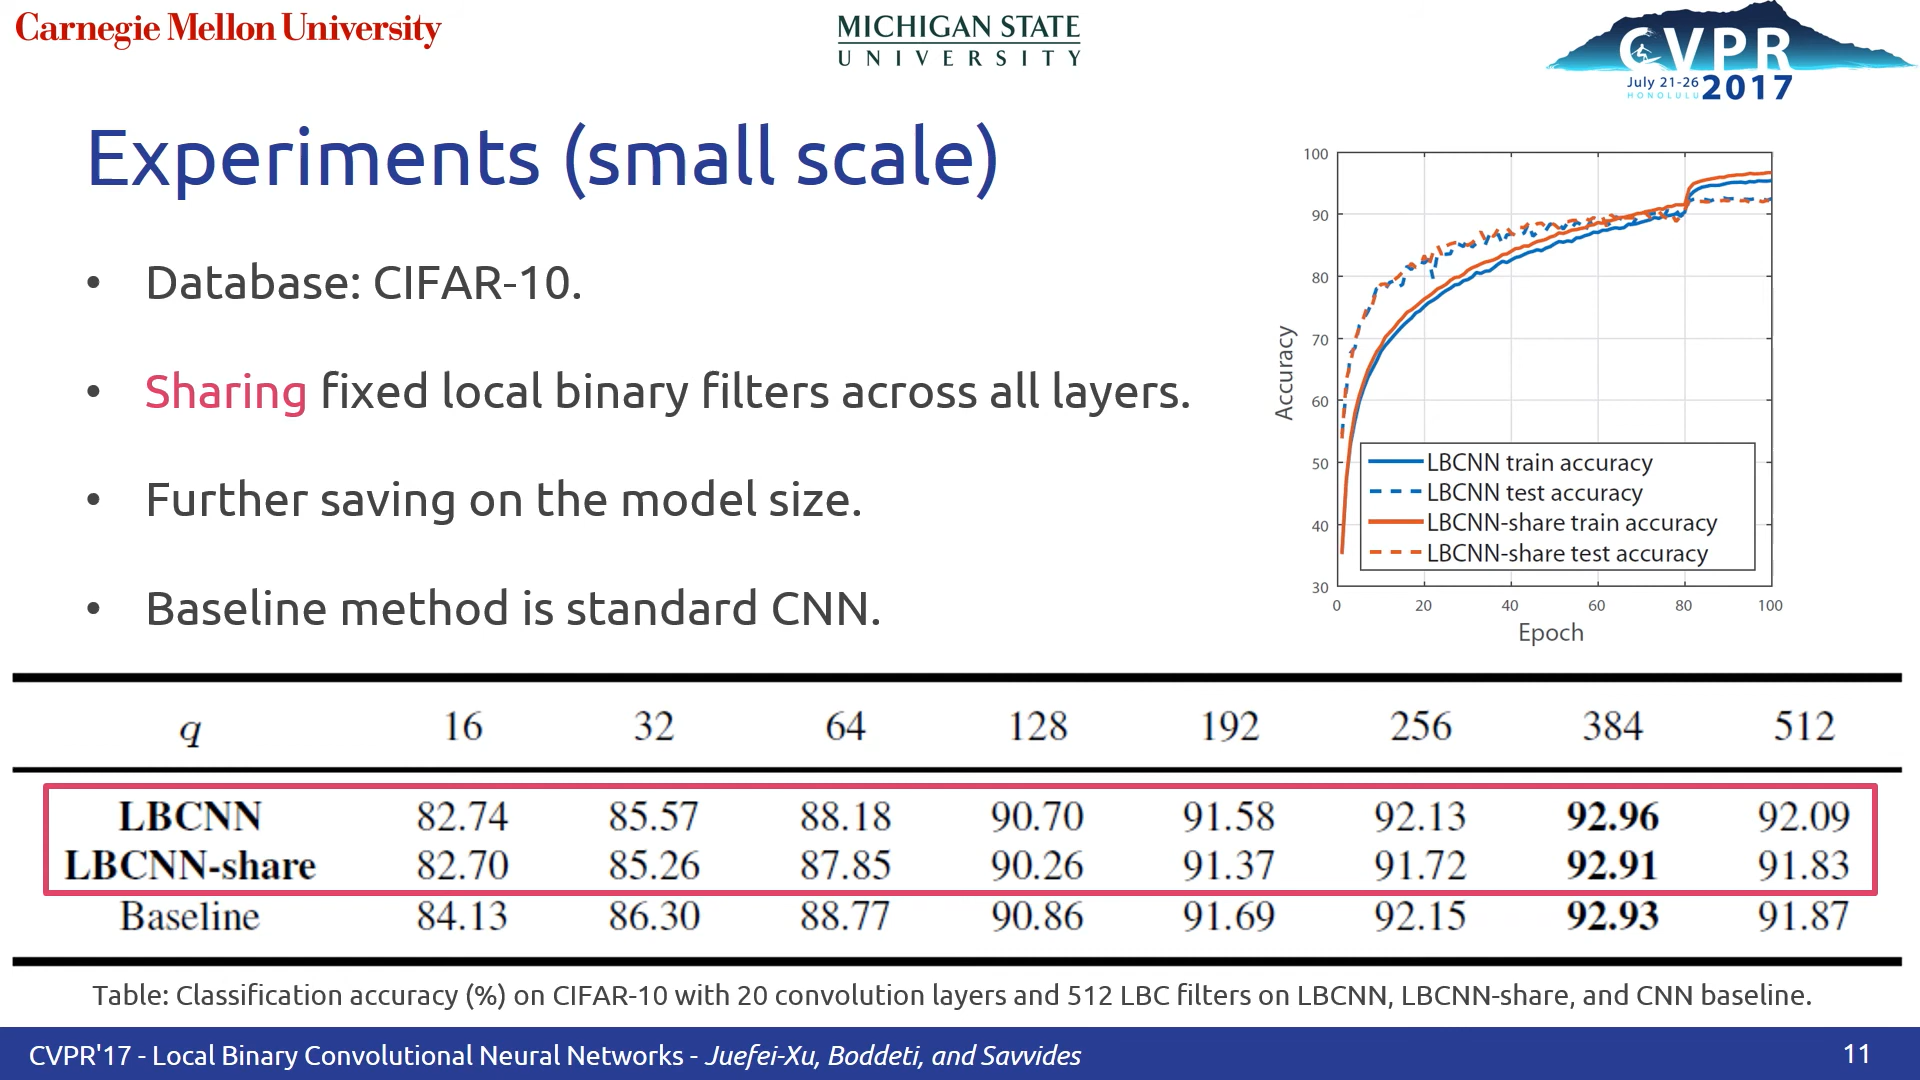 Carnegie Mellon University
MICHIGAN STATE
UNIVERSITY
CVPR
July 21-26 2017
HONOLULU
Experiments (small scale)
• Database: CIFAR-10.
• Sharing fixed local binary filters across all layers.
• Further saving on the model size.
• Baseline method is standard CNN.
100
90
80
70
60
50
40
30
Accuracy
LBCNN train accuracy
LBCNN test accuracy
LBCNN-share train accuracy
LBCNN-share test accuracy
0 20 40 60 80 100
Epoch
q 16 32 64 128 192 256 384 512
LBCNN 82.74 85.57 88.18 90.70 91.58 92.13 92.96 92.09
LBCNN-share 82.70 85.26 87.85 90.26 91.37 91.72 92.91 91.83
Baseline 84.13 86.30 88.77 90.86 91.69 92.15 92.93 91.87
Table: Classification accuracy (%) on CIFAR-10 with 20 convolution layers and 512 LBC filters on LBCNN, LBCNN-share, and CNN baseline.
CVPR'17 - Local Binary Convolutional Neural Networks - Juefei-Xu, Boddeti, and Savvides
11